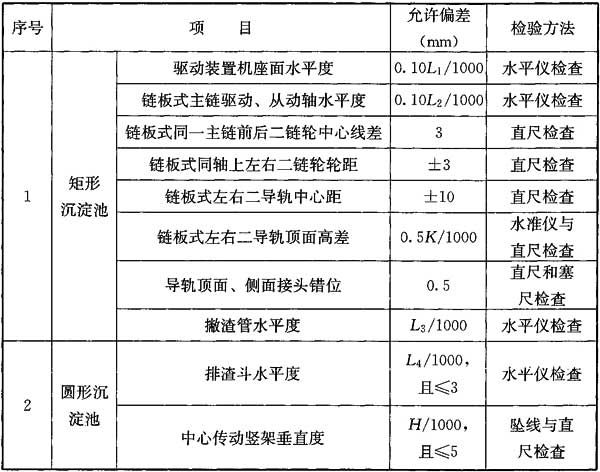 序号 项 目 允许偏差 检验方法
(mm)
驱动装置机座面水平度 0.10L₁/1000 水平仪检查
链板式主链驱动、从动轴水平度 0.10L₂/1000 水平仪检查
链板式同一主链前后二链轮中心线差 3 直尺检查
链板式同轴上左右二链轮轮距 ±3 直尺检查
1 矩形
沉淀池 链板式左右二导轨中心距 ±10 直尺检查
链板式左右二导轨顶面高差 0.5K/1000 水准仪与
直尺检查
导轨顶面、侧面接头错位 0.5 直尺和塞
尺检查
撇渣管水平度 L₃/1000 水平仪检查
2 圆形沉
淀池 排渣斗水平度 L₄/1000,
且≤3 水平仪检查
中心传动竖架垂直度 H/1000,
且≤5 坠线与直
尺检查